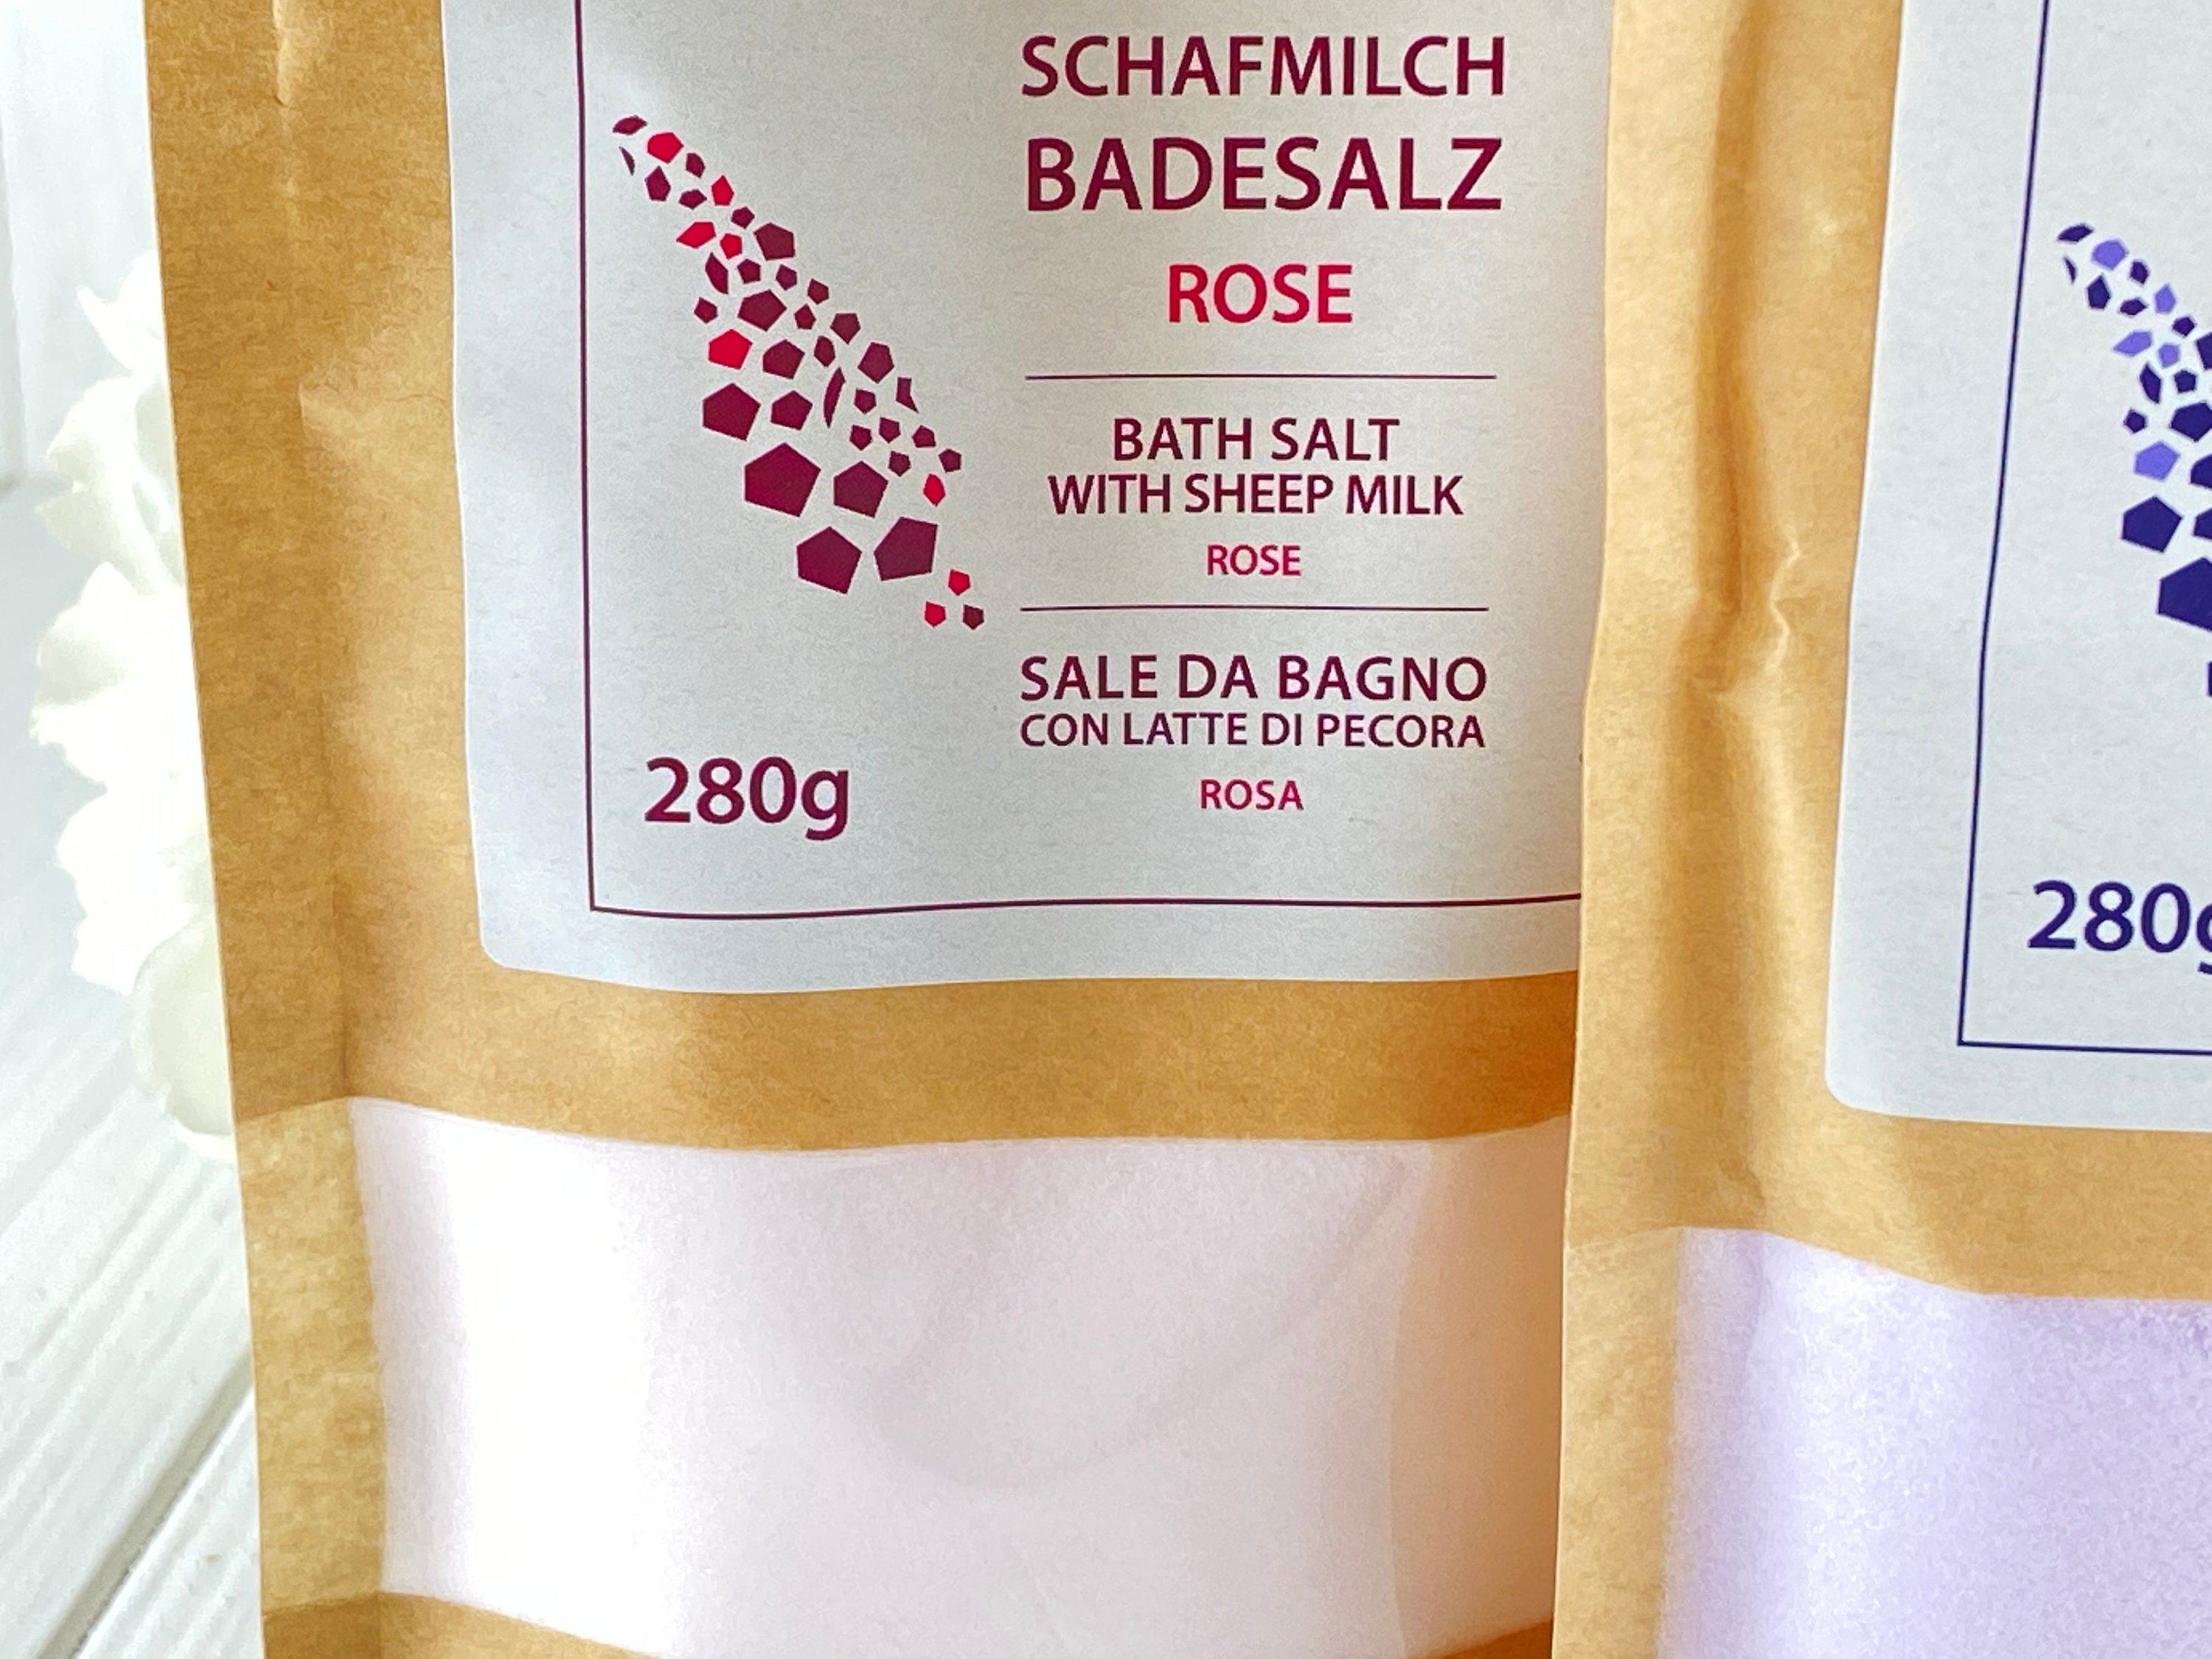 SCHAFMILCH
BADESALZ
ROSE
BATH SALT
WITH SHEEP MILK
ROSE
SALE DA BAGNO
CON LATTE DI PECORA
ROSA
280g
280g